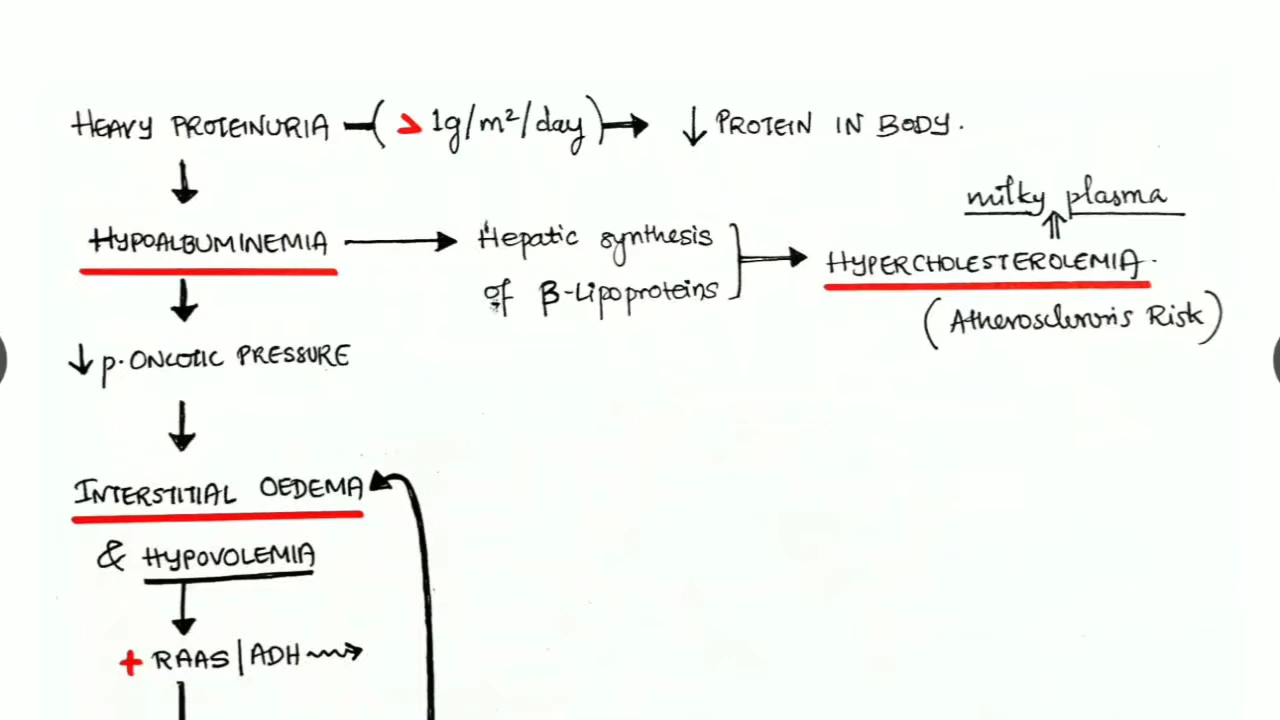 HEAVY PROTEINURIA —( > 1g/m²/day)→ ↓ PROTEIN IN BODY.
milky plasma
HYPOALBUMINEMIA → Hepatic synthesis
of β-Lipoproteins
HYPERCHOLESTEROLEMIA.
(Atherosclerosis Risk)
↓ p. ONCOTIC PRESSURE
INTERSTITIAL OEDEMA
& HYPOVOLEMIA
+ RAAS|ADH